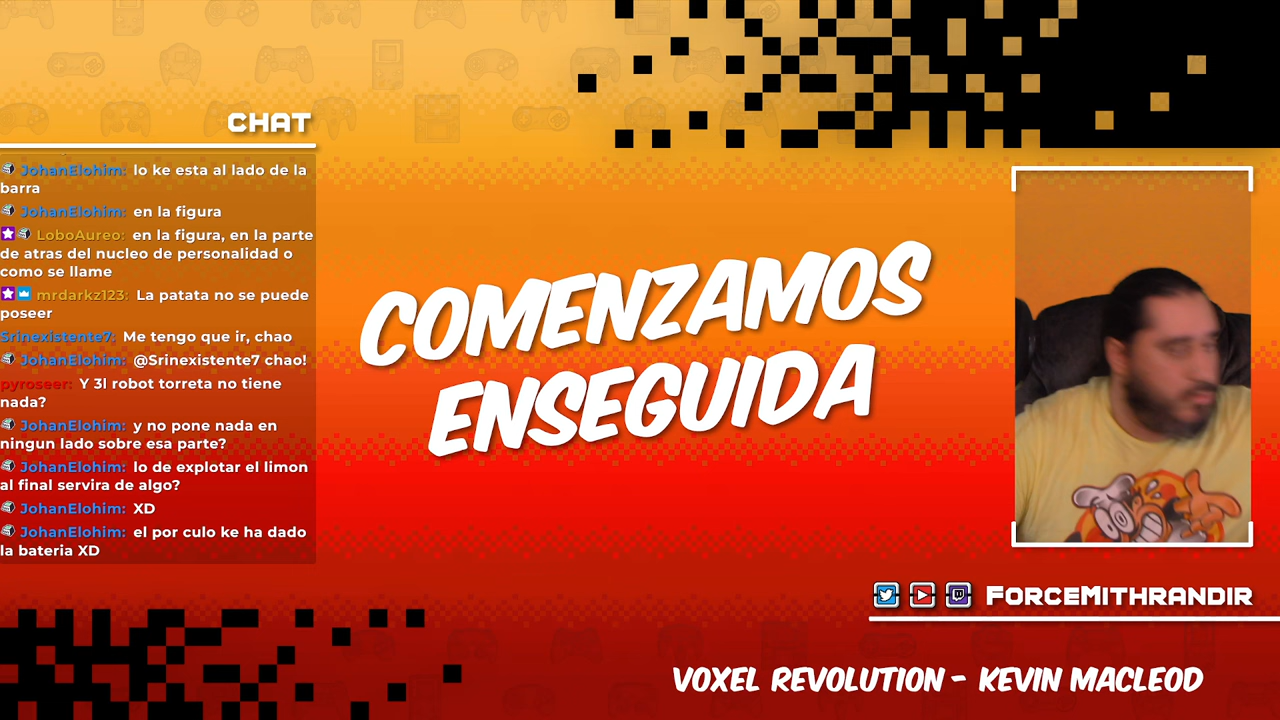 CHAT
JohanElohim: lo ke esta al lado de la
barra
JohanElohim: en la figura
LoboAureo: en la figura, en la parte
de atras del nucleo de personalidad o
como se llame
mrdarkz123: La patata no se puede
poseer
Srinexistente7: Me tengo que ir, chao
JohanElohim: @Srinexistente7 chao!
pyroseer: Y 3l robot torreta no tiene
nada?
JohanElohim: y no pone nada en
ningun lado sobre esa parte?
JohanElohim: lo de explotar el limon
al final servira de algo?
JohanElohim: XD
JohanElohim: el por culo ke ha dado
la bateria XD
COMENZAMOS
ENSEGUIDA
FORCEMITHRANDIR
VOXEL REVOLUTION - KEVIN MACLEOD